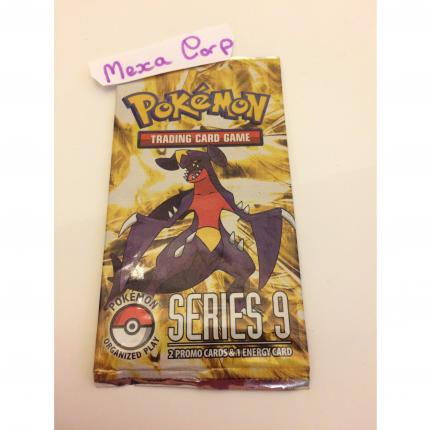 Mexa Corp
POKéMON
TRADING CARD GAME
POKéMON
ORGANIZED PLAY
SERIES 9
2 PROMO CARDS & 1 ENERGY CARD